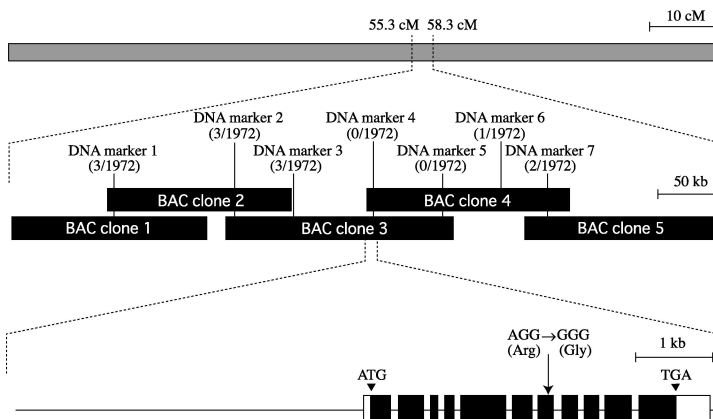 55.3 cM 58.3 cM
10 cM
DNA marker 2
(3/1972)
DNA marker 4
(0/1972)
DNA marker 6
(1/1972)
DNA marker 1
(3/1972)
DNA marker 3
(3/1972)
DNA marker 5
(0/1972)
DNA marker 7
(2/1972)
50 kb
BAC clone 2
BAC clone 4
BAC clone 1
BAC clone 3
BAC clone 5
AGG→GGG
(Arg) (Gly)
1 kb
ATG
TGA